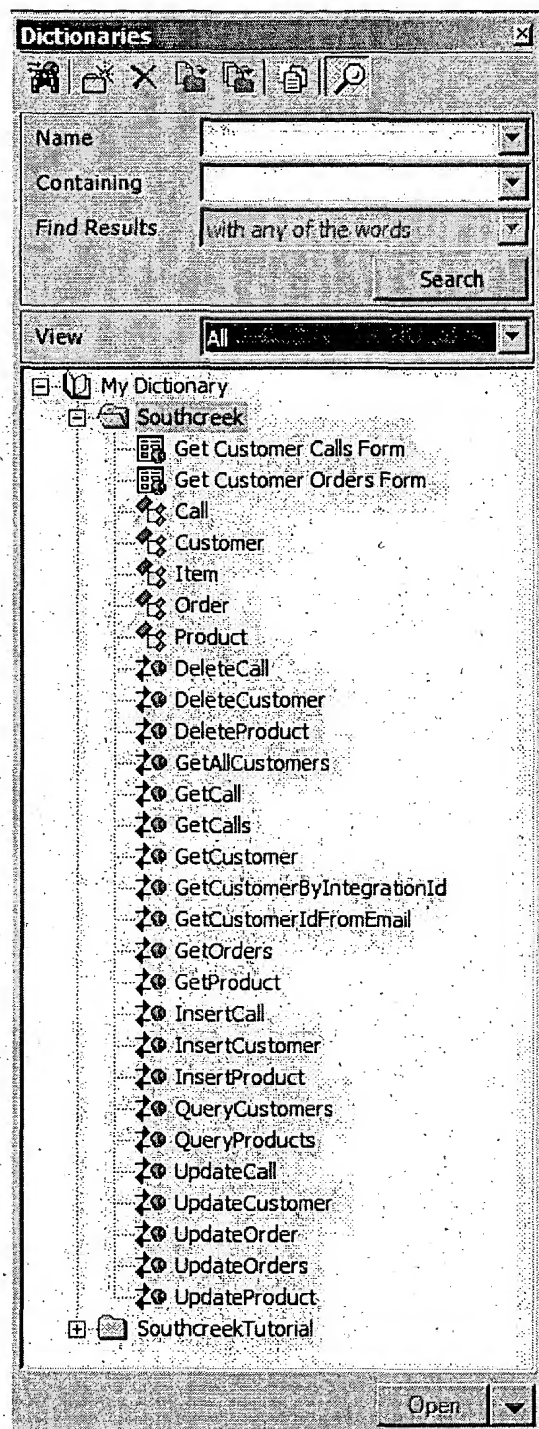 Dictionaries
Name
Containing
Find Results with any of the words
Search
View All
My Dictionary
Southcreek
Get Customer Calls Form
Get Customer Orders Form
Call
Customer
Item
Order
Product
DeleteCall
DeleteCustomer
DeleteProduct
GetAllCustomers
GetCall
GetCalls
GetCustomer
GetCustomerByIntegrationId
GetCustomerIdFromEmail
GetOrders
GetProduct
InsertCall
InsertCustomer
InsertProduct
QueryCustomers
QueryProducts
UpdateCall
UpdateCustomer
UpdateOrder
UpdateOrders
UpdateProduct
SouthcreekTutorial
Open